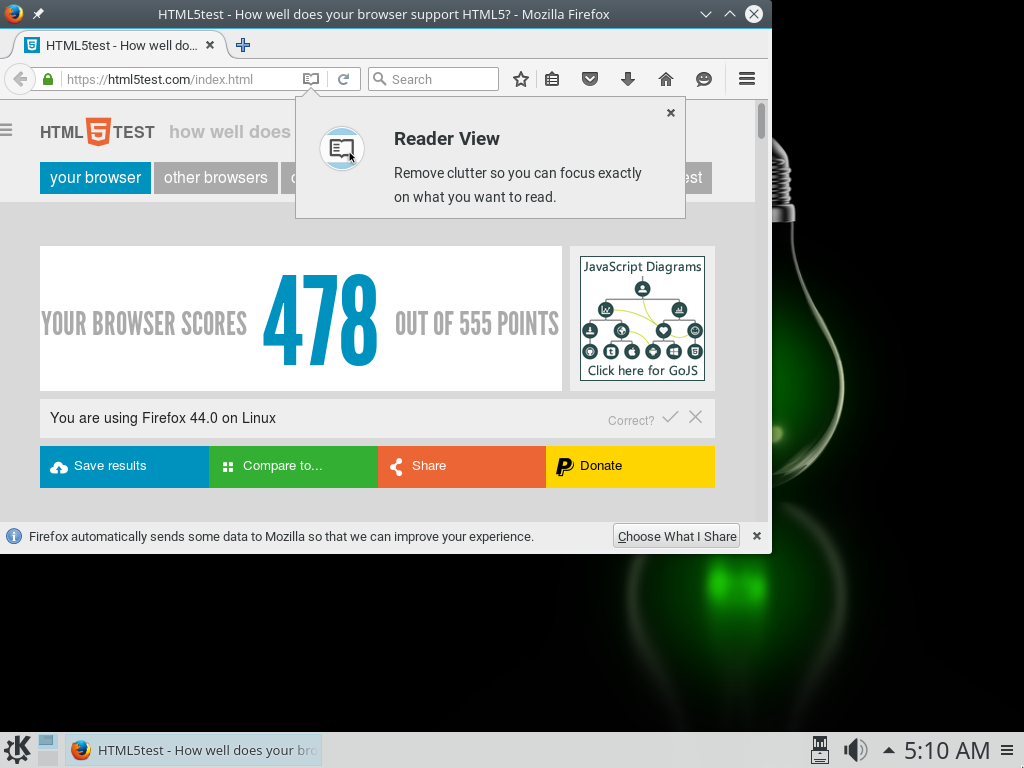 HTML5test - How well does your browser support HTML5? - Mozilla Firefox
HTML5test - How well do...
https://html5test.com/index.html
Search
HTML5TEST how well does
Reader View
Remove clutter so you can focus exactly
on what you want to read.
your browser other browsers
YOUR BROWSER SCORES 478 OUT OF 555 POINTS
JavaScript Diagrams
Click here for GoJS
You are using Firefox 44.0 on Linux
Correct?
Save results Compare to... Share Donate
Firefox automatically sends some data to Mozilla so that we can improve your experience.
Choose What I Share
HTML5test - How well does your bro
5:10 AM